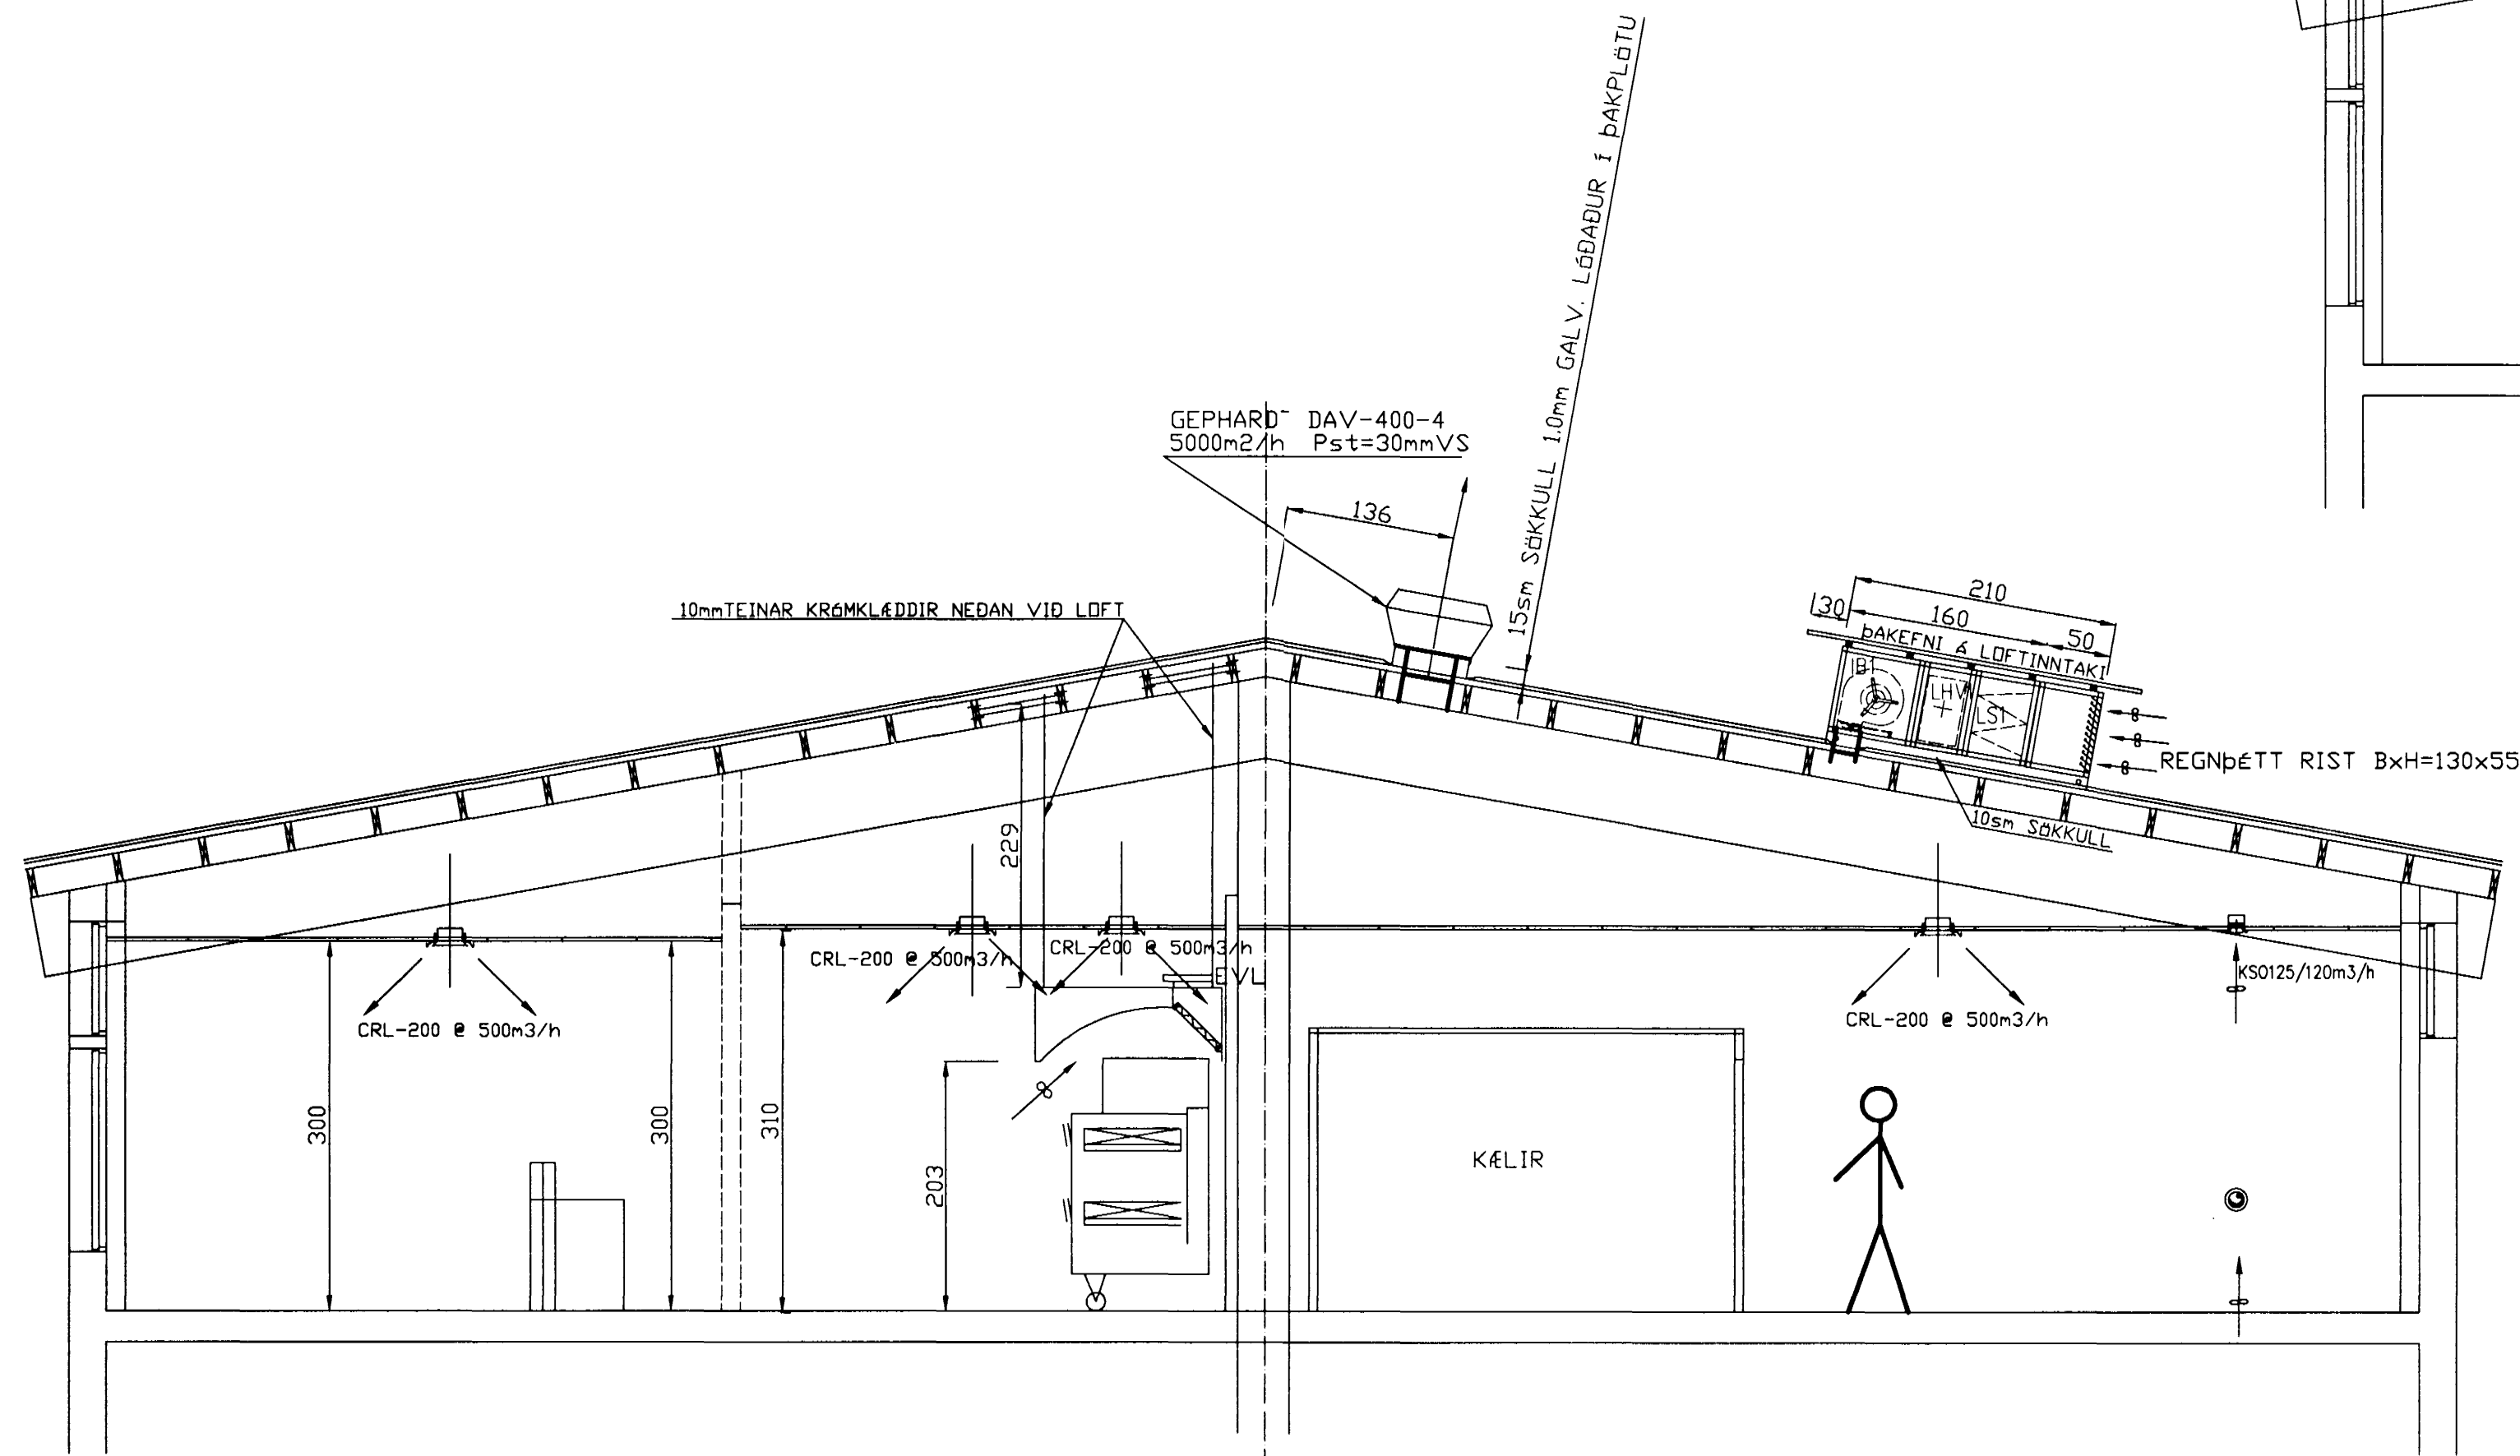 15sm SÖKKULL 1.0mm GALV. LÓÐAÐUR Í ÞAKPLÖTU
GEPHARD DAV-400-4
5000m2/h Pst=30mmVS
136
10mmTEINAR KRÓMKLÆDDIR NEÐAN VIÐ LOFT
210
30
160
50
ÞAKEFNI Á LOFTINNTAKI
IB1
LHV
LS1
REGNÞÉTT RIST BxH=130x55
10sm SÖKKULL
229
CRL-200 @ 500m3/h
CRL-200 @ 500m3/h
EVL
KSO125/120m3/h
CRL-200 @ 500m3/h
CRL-200 @ 500m3/h
300
300
310
203
KÆLIR